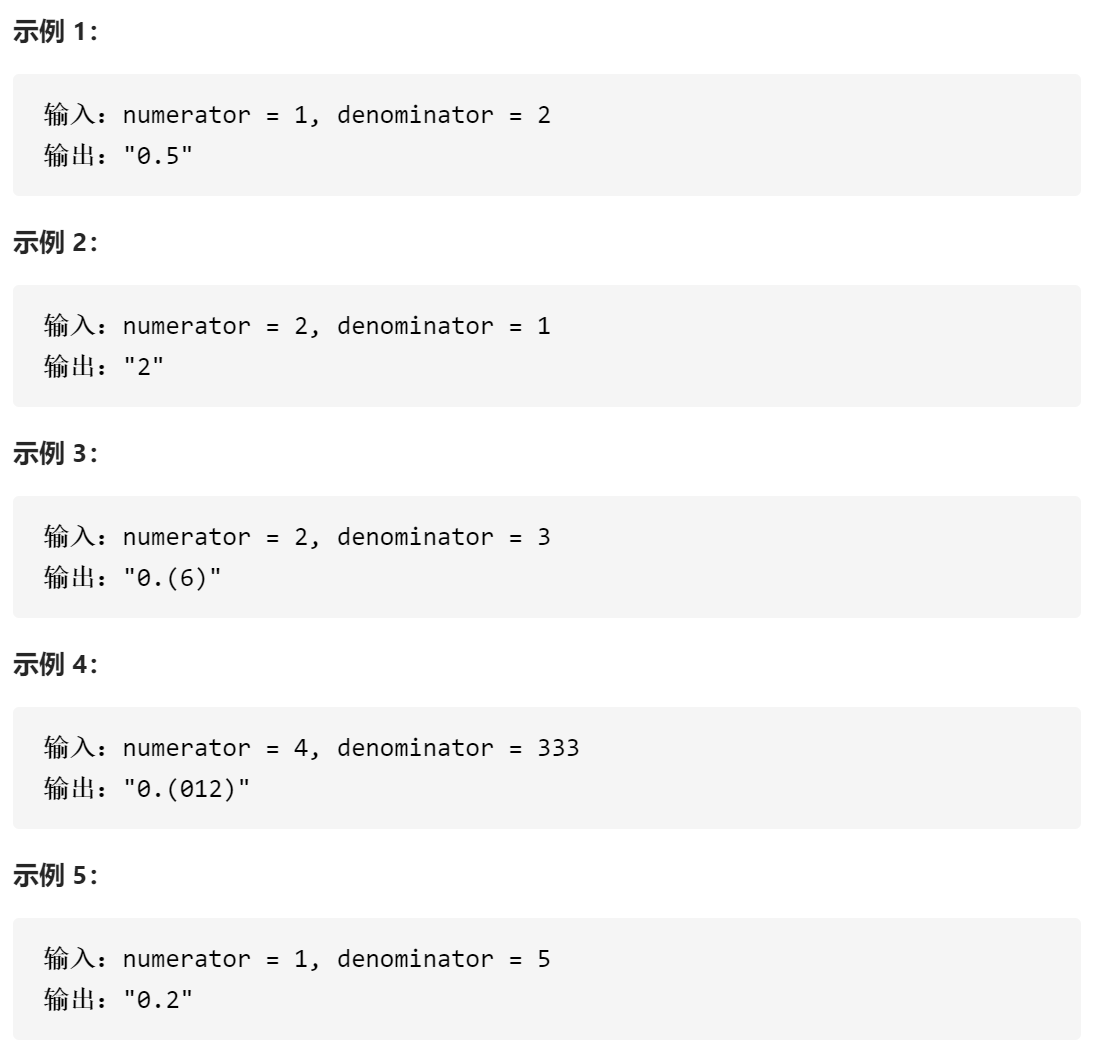 示例 1：
输入：numerator = 1, denominator = 2
输出："0.5"
示例 2：
输入：numerator = 2, denominator = 1
输出："2"
示例 3：
输入：numerator = 2, denominator = 3
输出："0.(6)"
示例 4：
输入：numerator = 4, denominator = 333
输出："0.(012)"
示例 5：
输入：numerator = 1, denominator = 5
输出："0.2"